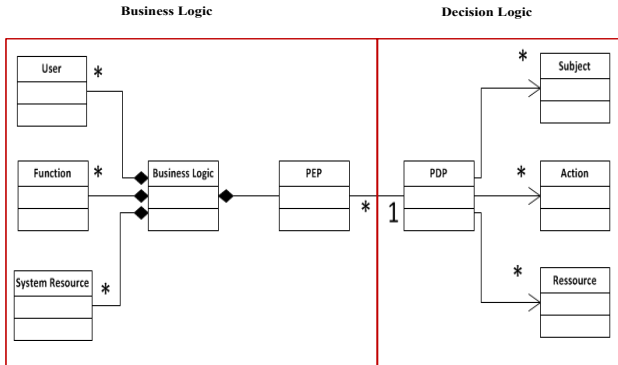 Business Logic
Decision Logic
User
*
*
Subject
Function
*
Business Logic
PEP
*
1
PDP
*
Action
System Resource
*
*
Ressource